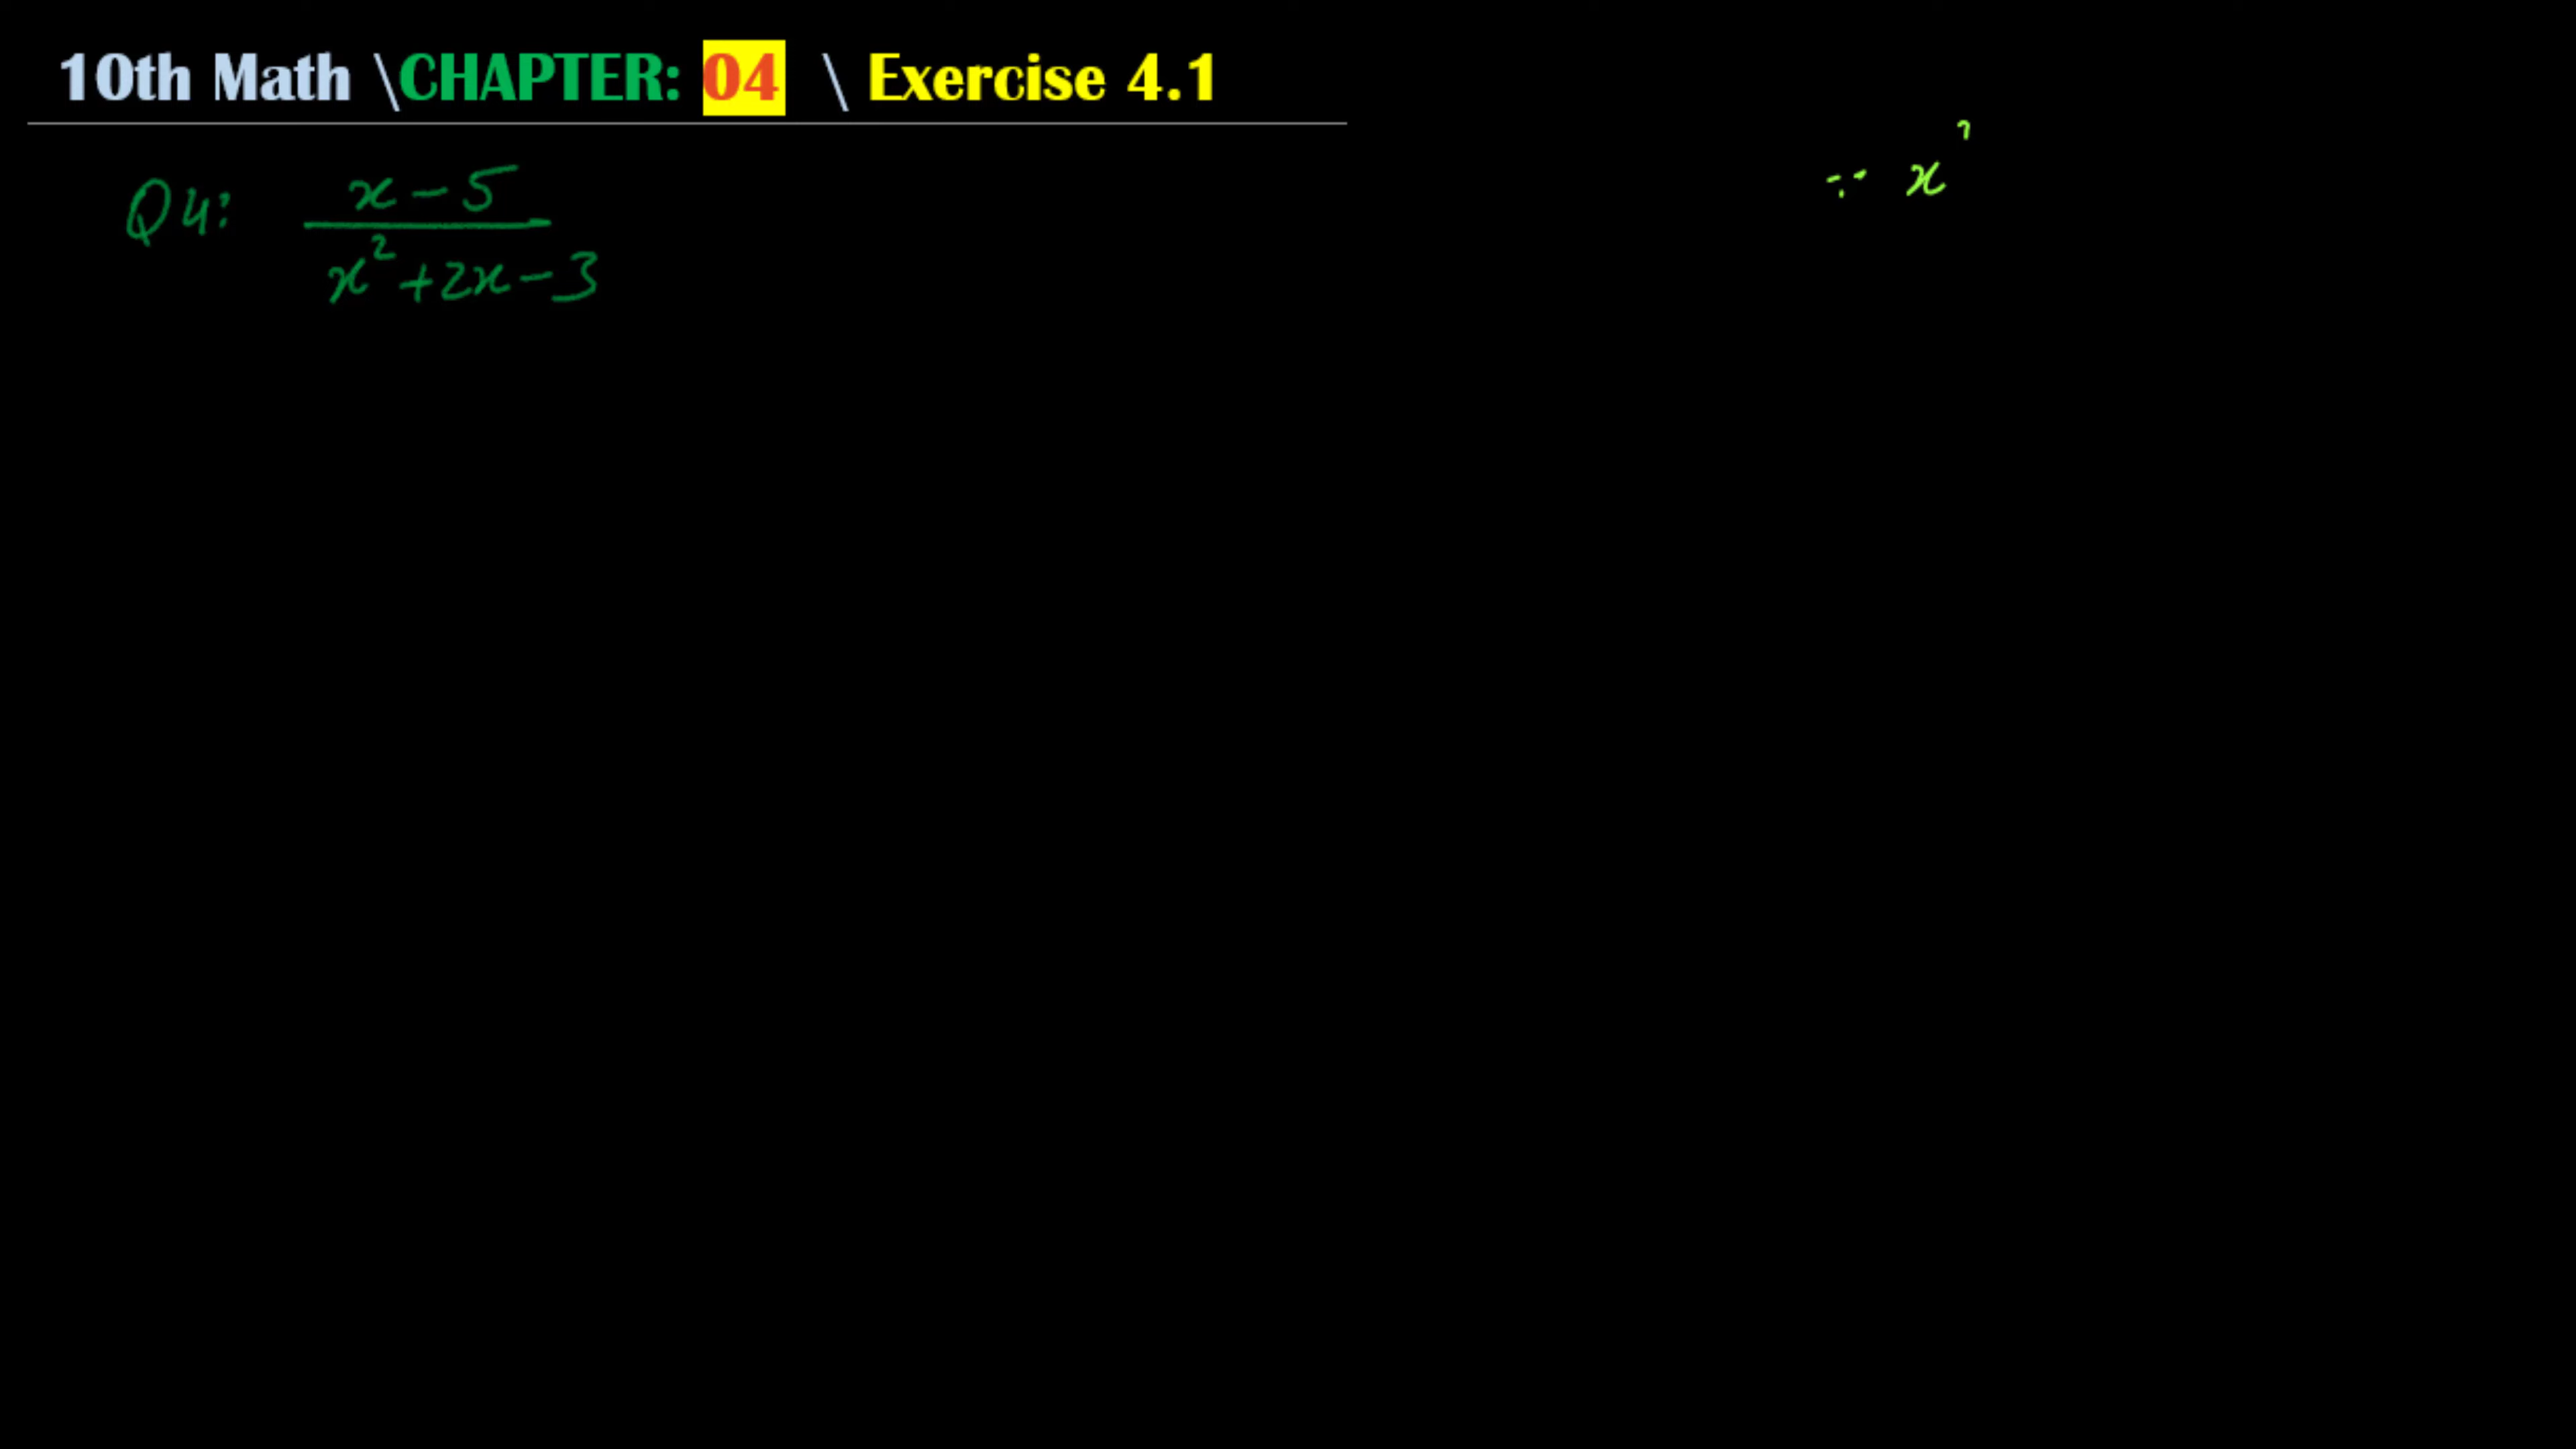 10th Math \CHAPTER: 04 \ Exercise 4.1
Q4: x - 5
x² + 2x - 3
∵ x